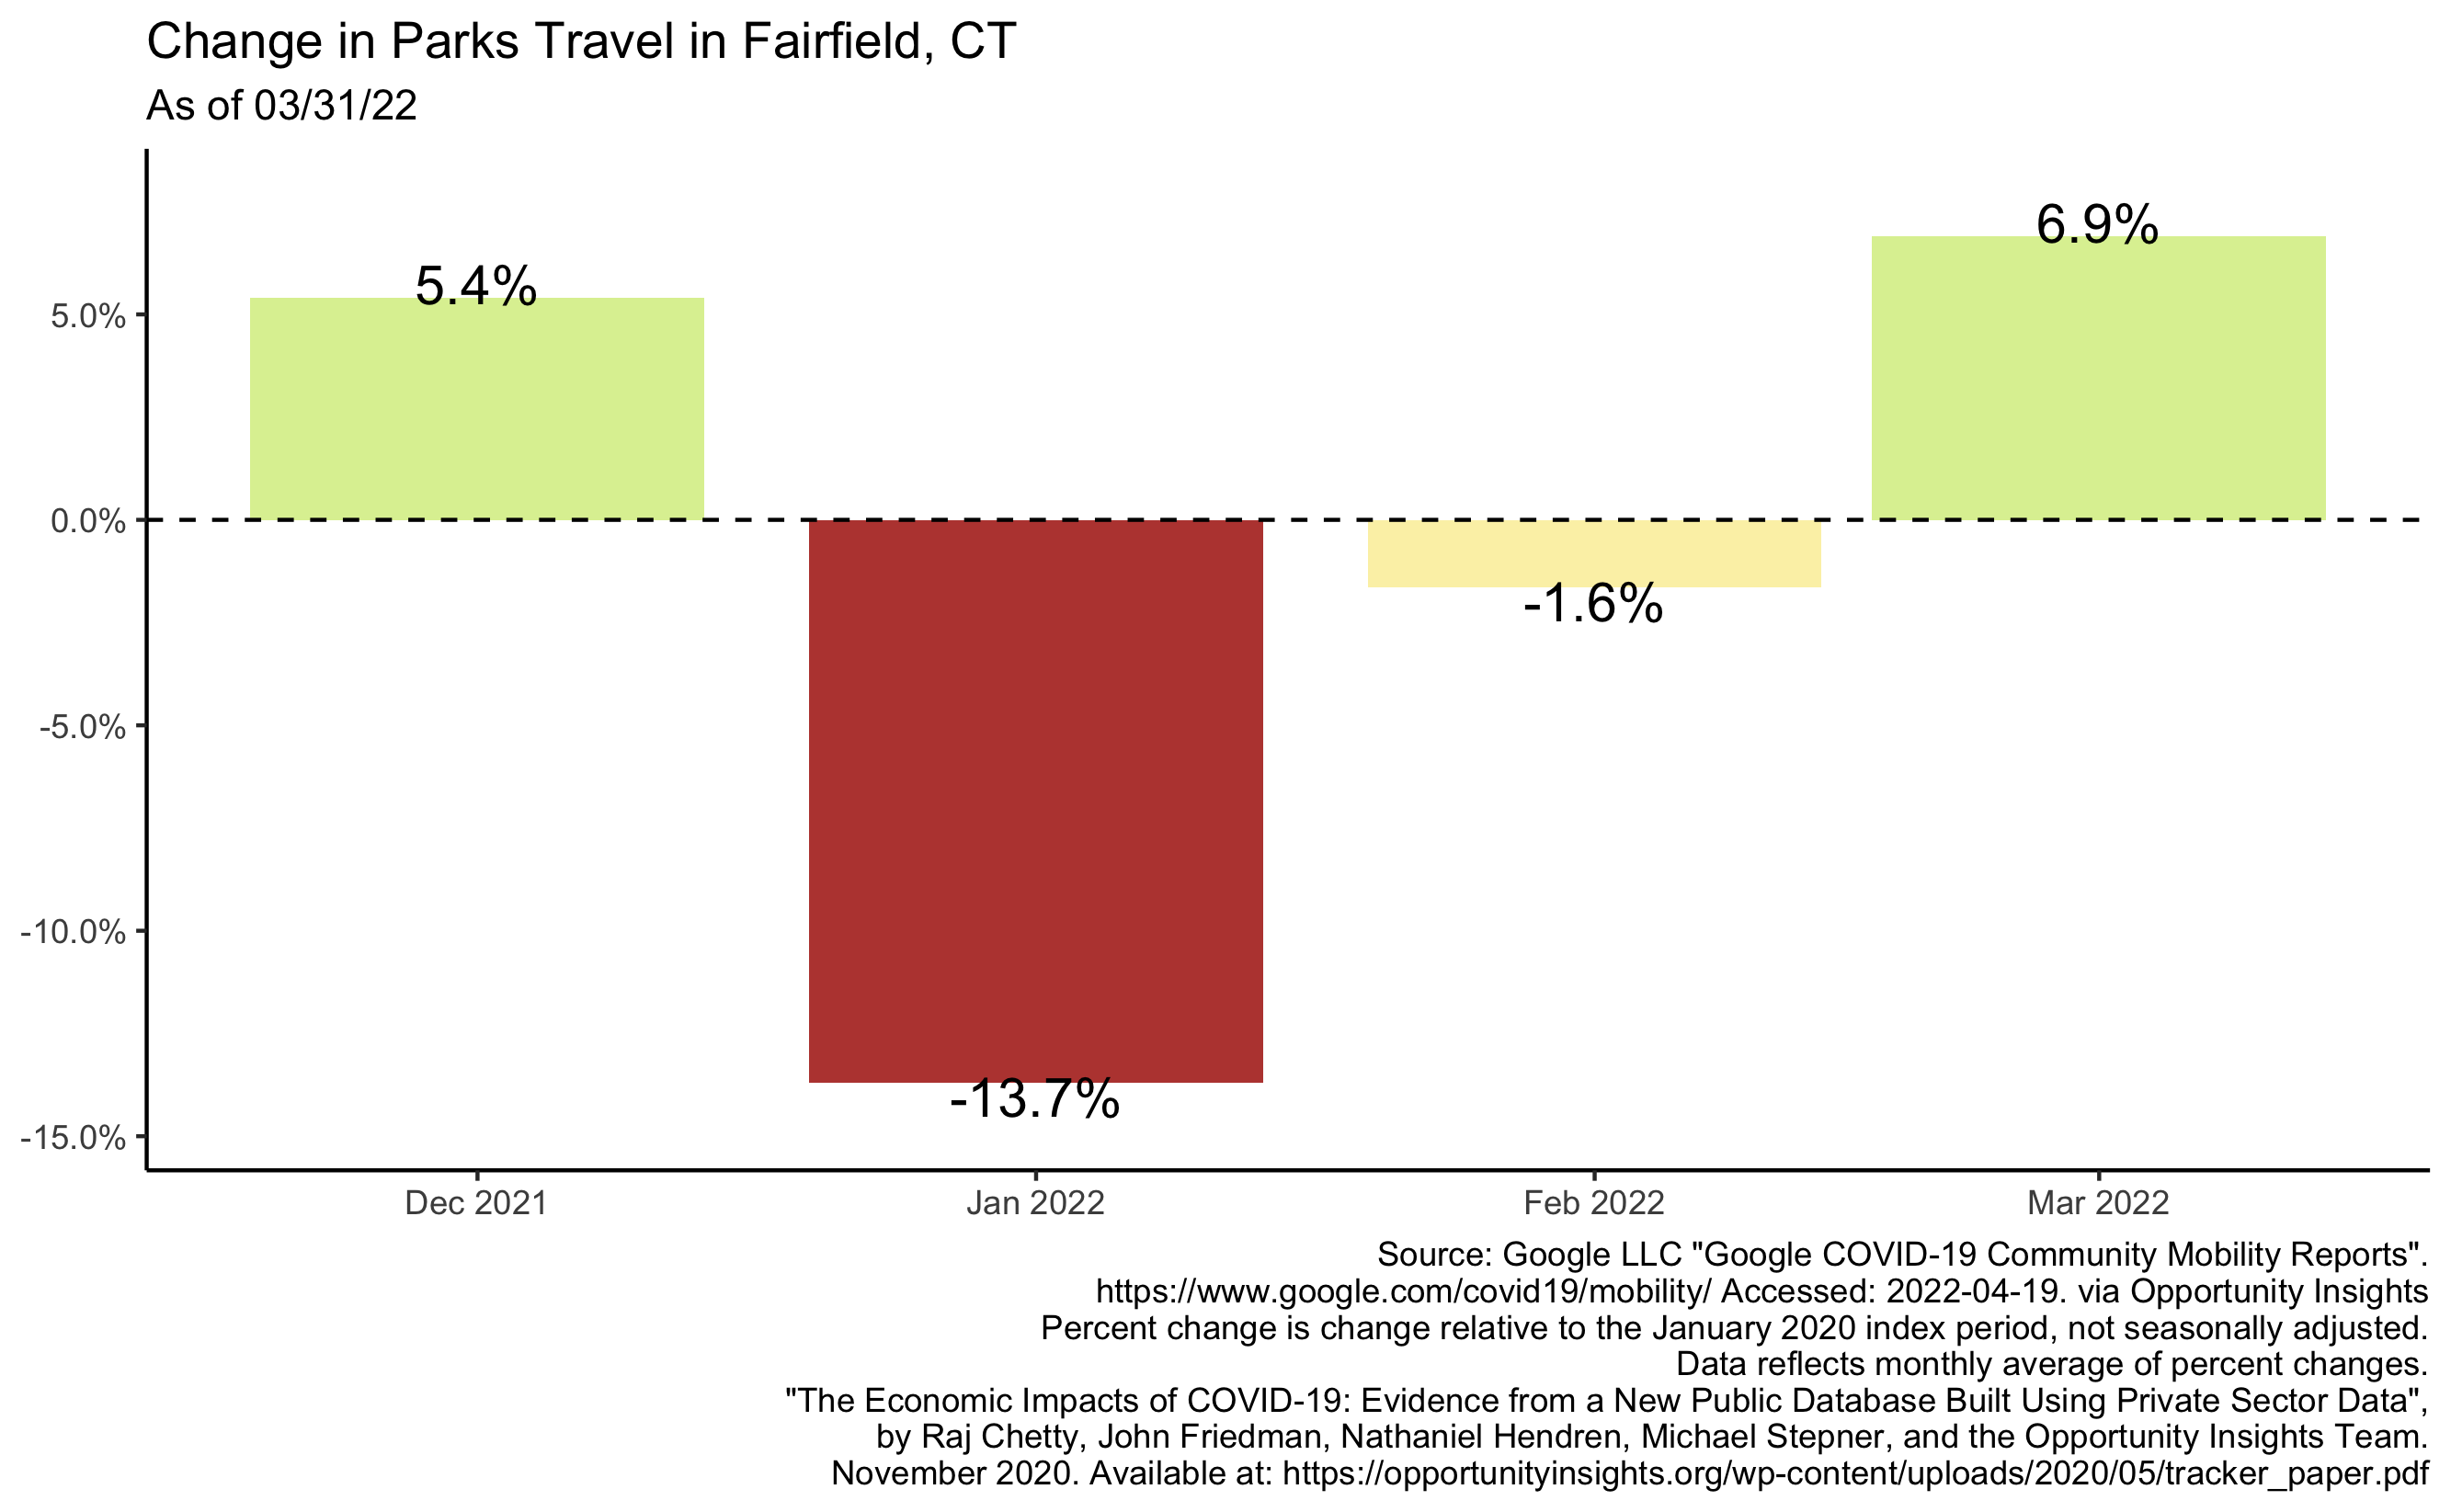 Change in Parks Travel in Fairfield, CT
As of 03/31/22
6.9%
5.4%
5.0%
0.0%
-1.6%
-5.0%
-10.0%
-13.7%
-15.0%
Dec 2021 Jan 2022 Feb 2022 Mar 2022
Source: Google LLC "Google COVID-19 Community Mobility Reports".
https://www.google.com/covid19/mobility/ Accessed: 2022-04-19. via Opportunity Insights
Percent change is change relative to the January 2020 index period, not seasonally adjusted.
Data reflects monthly average of percent changes.
"The Economic Impacts of COVID-19: Evidence from a New Public Database Built Using Private Sector Data",
by Raj Chetty, John Friedman, Nathaniel Hendren, Michael Stepner, and the Opportunity Insights Team.
November 2020. Available at: https://opportunityinsights.org/wp-content/uploads/2020/05/tracker_paper.pdf